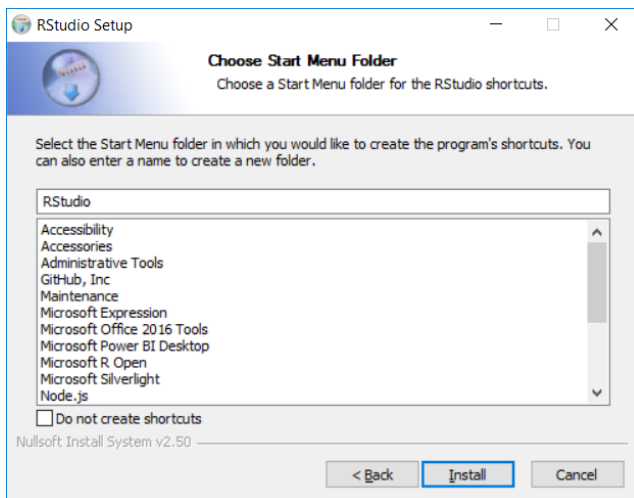 RStudio Setup
Choose Start Menu Folder
Choose a Start Menu folder for the RStudio shortcuts.
Select the Start Menu folder in which you would like to create the program's shortcuts. You
can also enter a name to create a new folder.
RStudio
Accessibility
Accessories
Administrative Tools
GitHub, Inc
Maintenance
Microsoft Expression
Microsoft Office 2016 Tools
Microsoft Power BI Desktop
Microsoft R Open
Microsoft Silverlight
Node.js
Do not create shortcuts
Nullsoft Install System v2.50
< Back Install Cancel